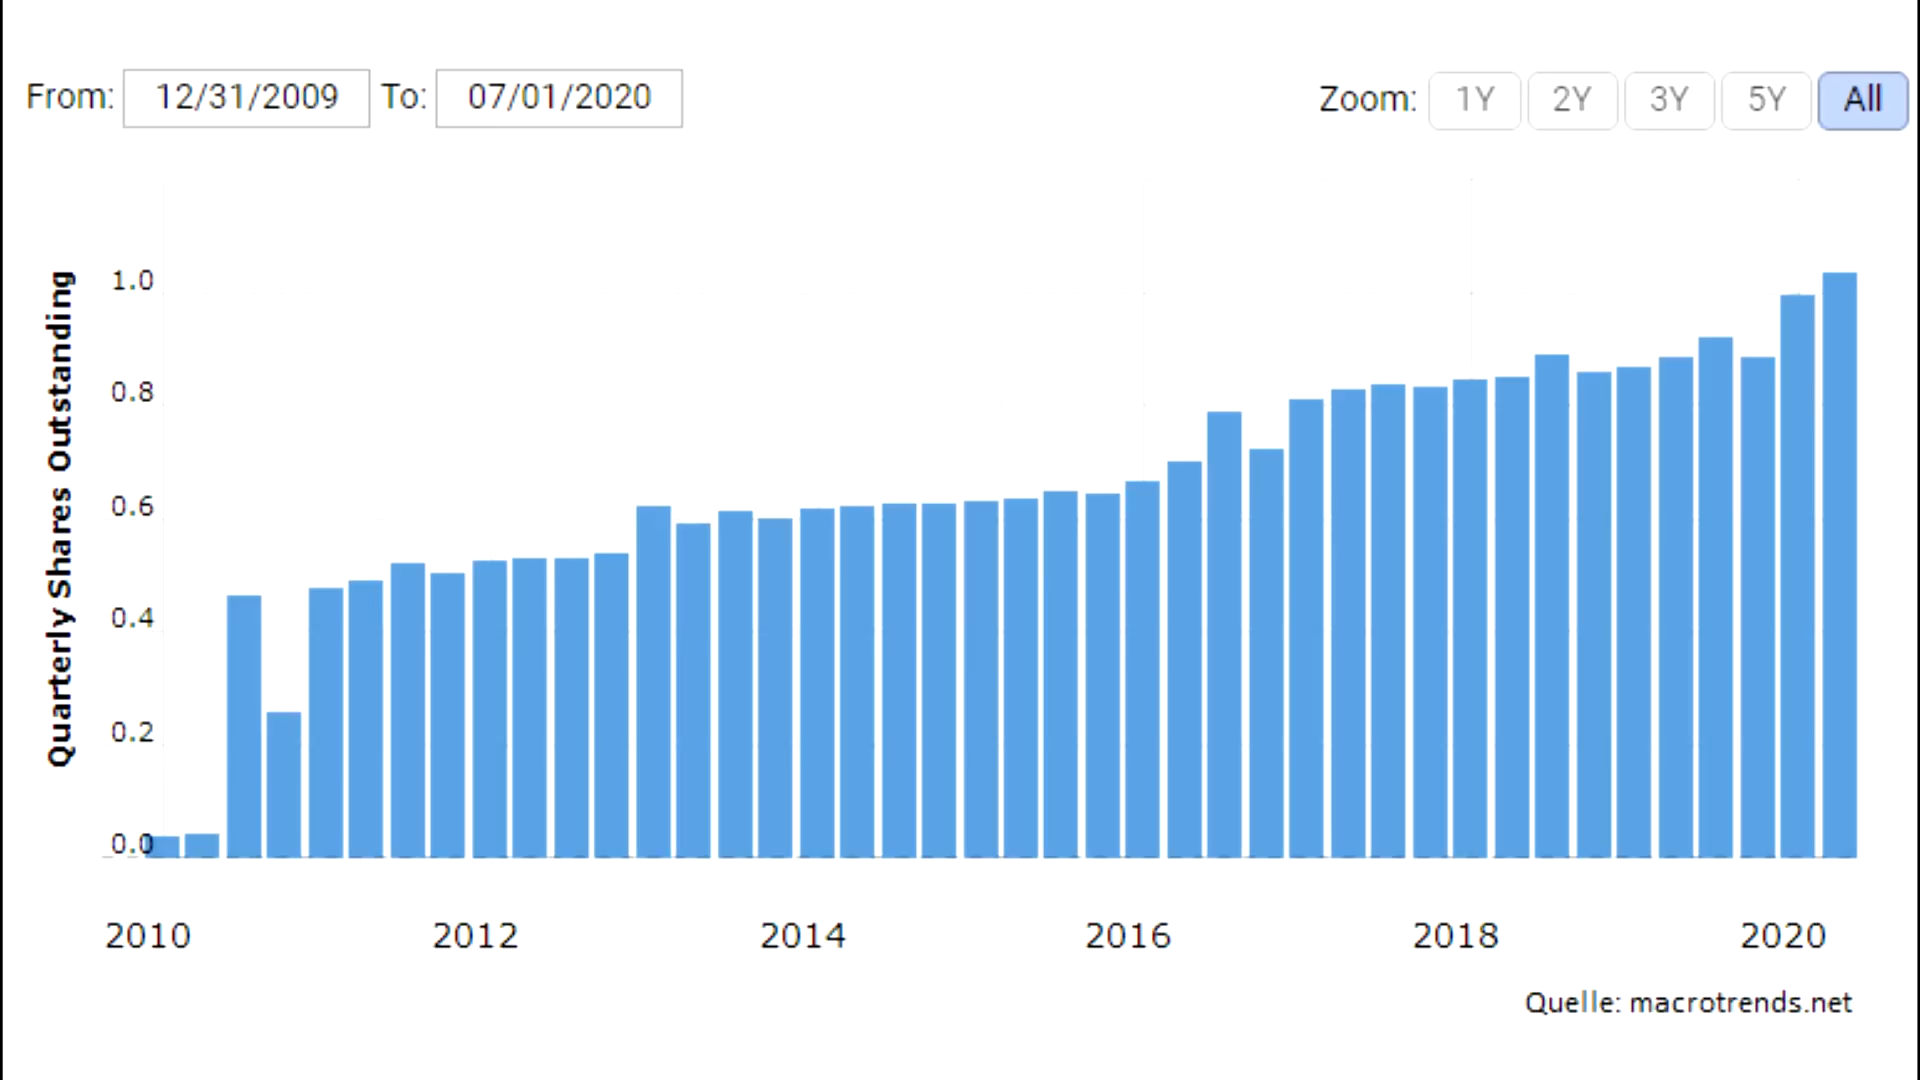 From: 12/31/2009 To: 07/01/2020 Zoom: 1Y 2Y 3Y 5Y All
Quarterly Shares Outstanding
1.0
0.8
0.6
0.4
0.2
0.0
2010 2012 2014 2016 2018 2020
Quelle: macrotrends.net